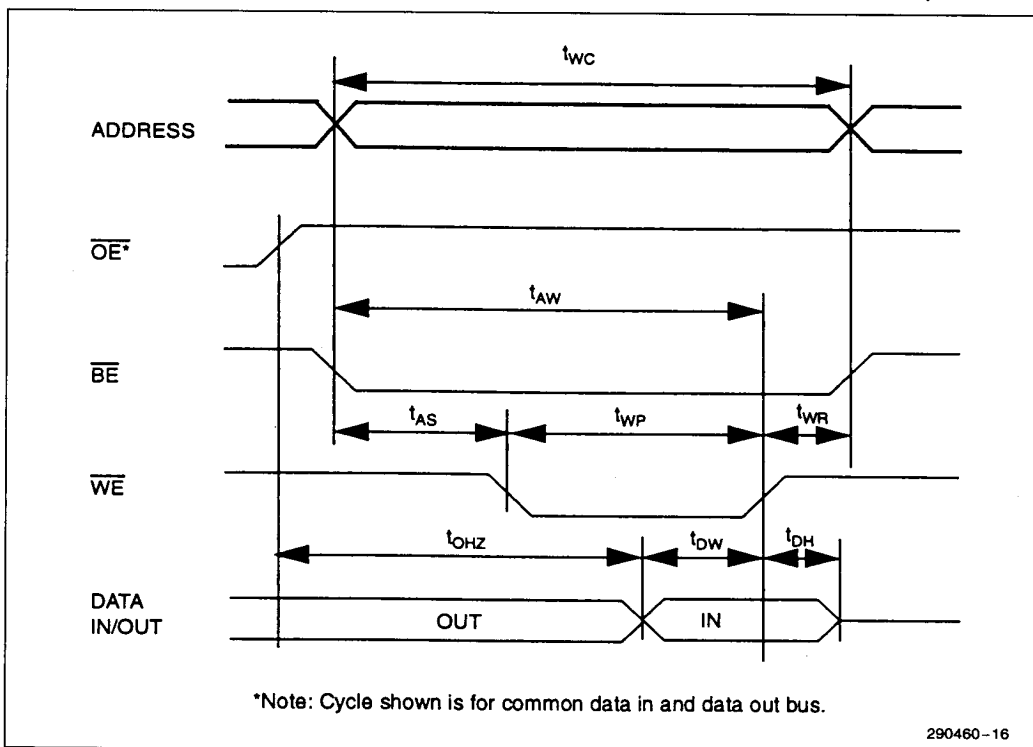 tWC
ADDRESS
OE*
tAW
BE
tAS
tWP
tWR
WE
tOHZ
tDW
tDH
DATA
IN/OUT
OUT
IN
*Note: Cycle shown is for common data in and data out bus.
290460-16